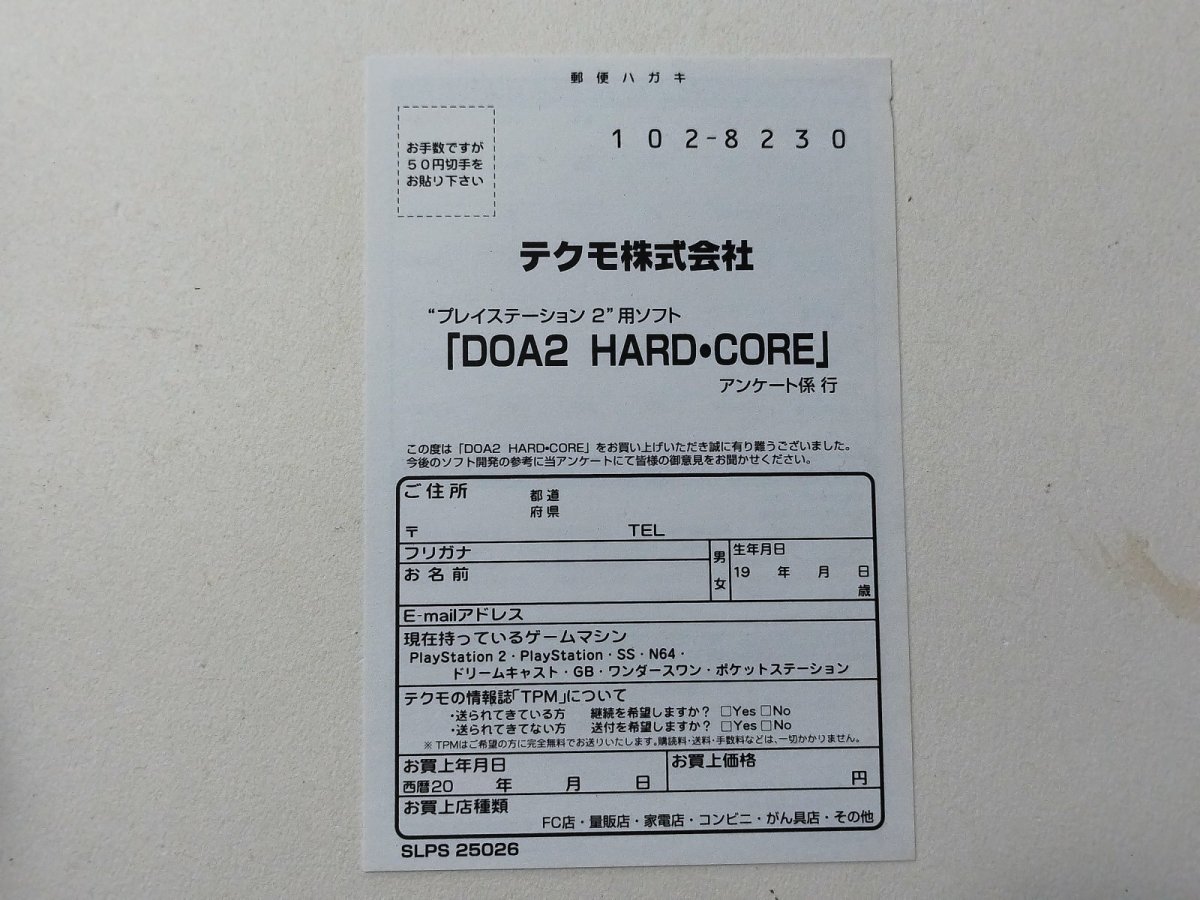 郵便ハガキ
お手数ですが
50円切手を
お貼り下さい
102-8230
テクモ株式会社
“プレイステーション 2”用ソフト
「DOA2 HARD•CORE」
アンケート係 行
この度は「DOA2 HARD•CORE」をお買い上げいただき誠に有り難うございました。
今後のソフト開発の参考に当アンケートにて皆様の御意見をお聞かせください。
ご住所 都道
府県
〒 TEL
フリガナ
お名前
男
女
生年月日
19 年 月 日
歳
E-mailアドレス
現在持っているゲームマシン
PlayStation 2・PlayStation・SS・N64・
ドリームキャスト・GB・ワンダースワン・ポケットステーション
テクモの情報誌「TPM」について
・送られてきている方 継続を希望しますか? □Yes □No
・送られてきてない方 送付を希望しますか? □Yes □No
※TPMはご希望の方に完全無料でお送りいたします。購読料・送料・手数料などは、一切かかりません。
お買上年月日
西暦20 年 月 日
お買上価格
円
お買上店種類
FC店・量販店・家電店・コンビニ・がん具店・その他
SLPS 25026